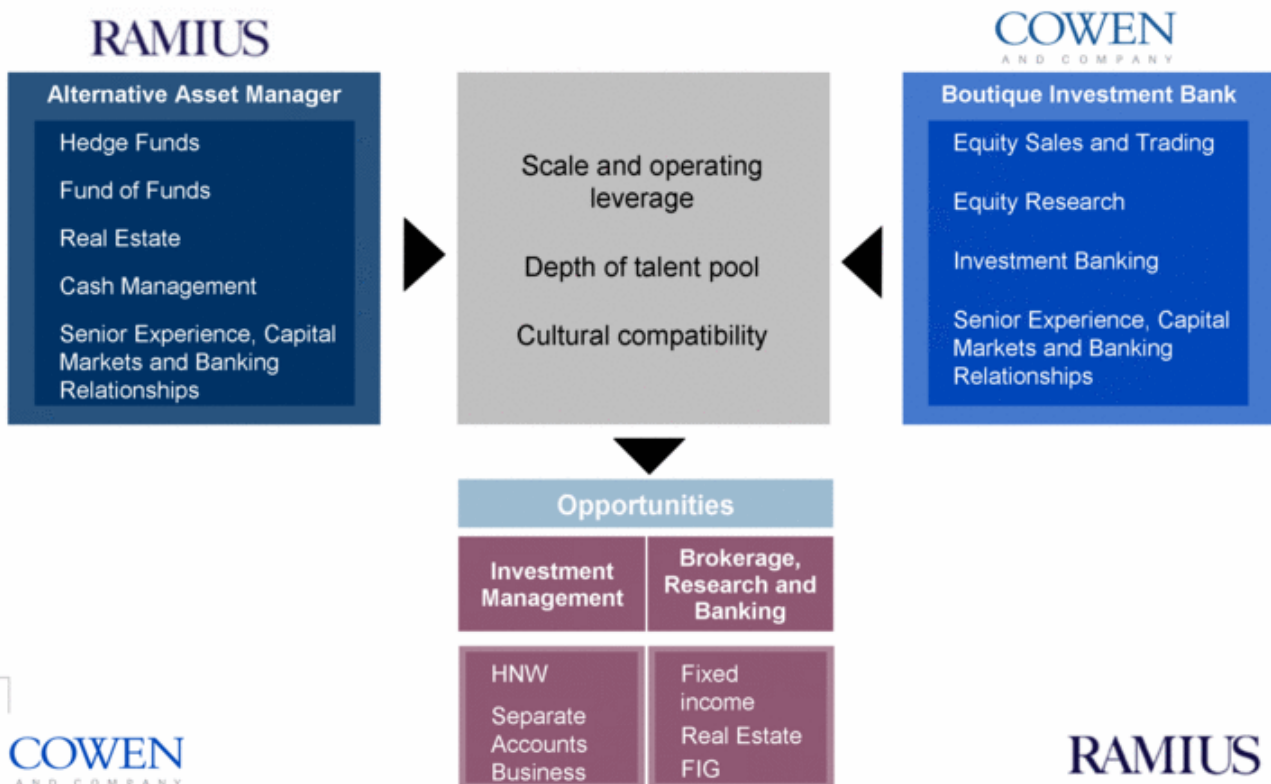 RAMIUS
COWEN
AND COMPANY
Alternative Asset Manager
Hedge Funds
Fund of Funds
Real Estate
Cash Management
Senior Experience, Capital
Markets and Banking
Relationships
Scale and operating
leverage
Depth of talent pool
Cultural compatibility
Boutique Investment Bank
Equity Sales and Trading
Equity Research
Investment Banking
Senior Experience, Capital
Markets and Banking
Relationships
Opportunities
Investment
Management
Brokerage,
Research and
Banking
HNW
Separate
Accounts
Business
Fixed
income
Real Estate
FIG
COWEN
AND COMPANY
RAMIUS